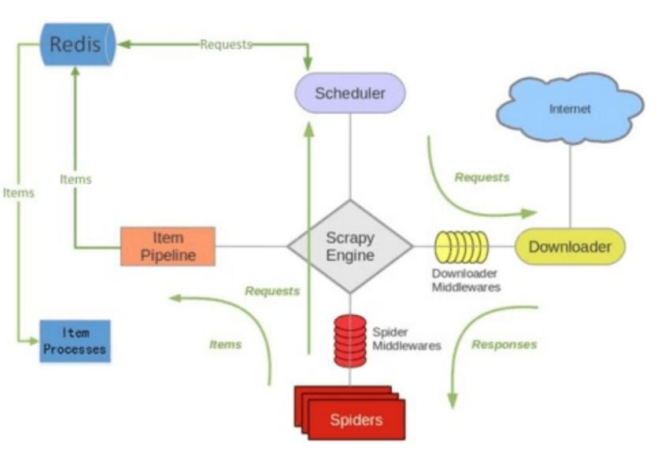 Redis
Requests
Scheduler
Internet
Items
Items
Requests
Item
Pipeline
Scrapy
Engine
Downloader
Downloader
Middlewares
Requests
Item
Processes
Items
Spider
Middlewares
Responses
Spiders